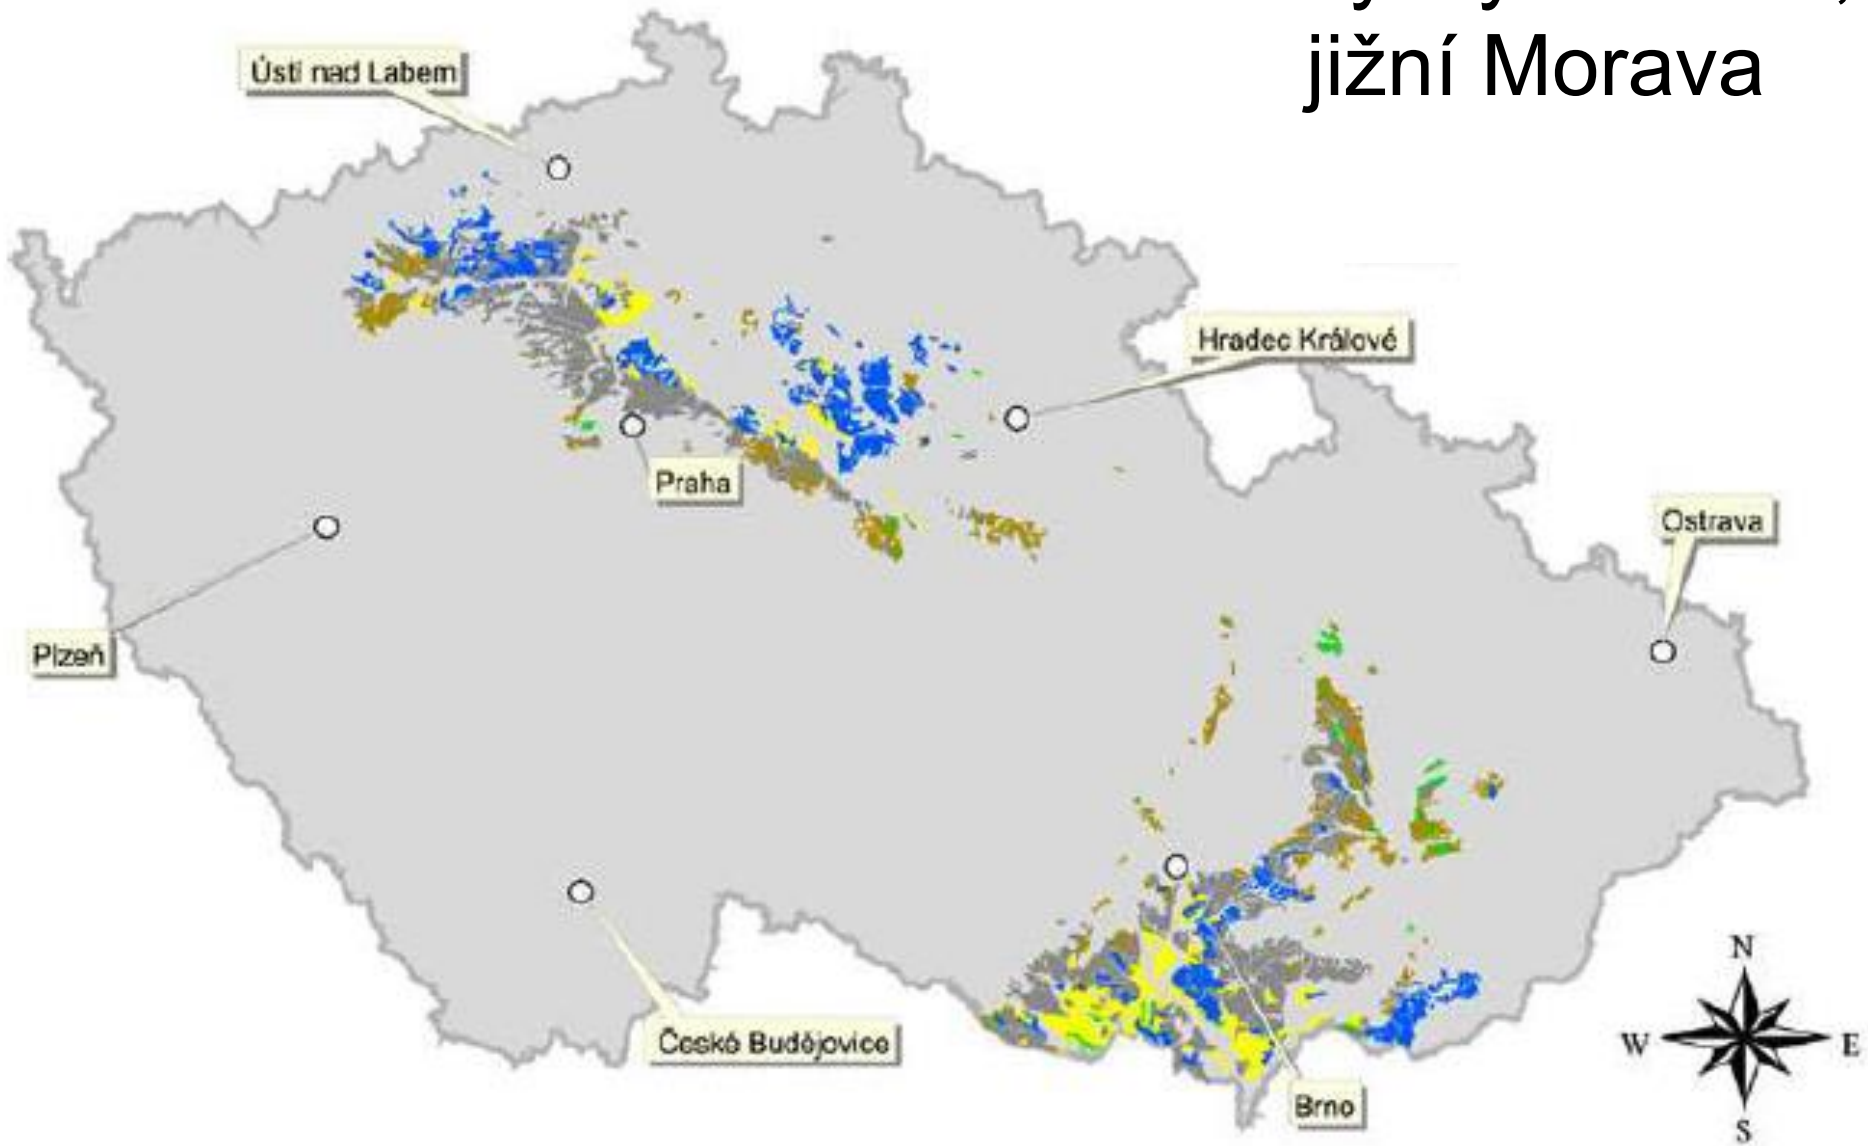 jižní Morava
Ústí nad Labem
Hradec Králové
Praha
Ostrava
Plzeň
České Budějovice
Brno
N
W
E
S